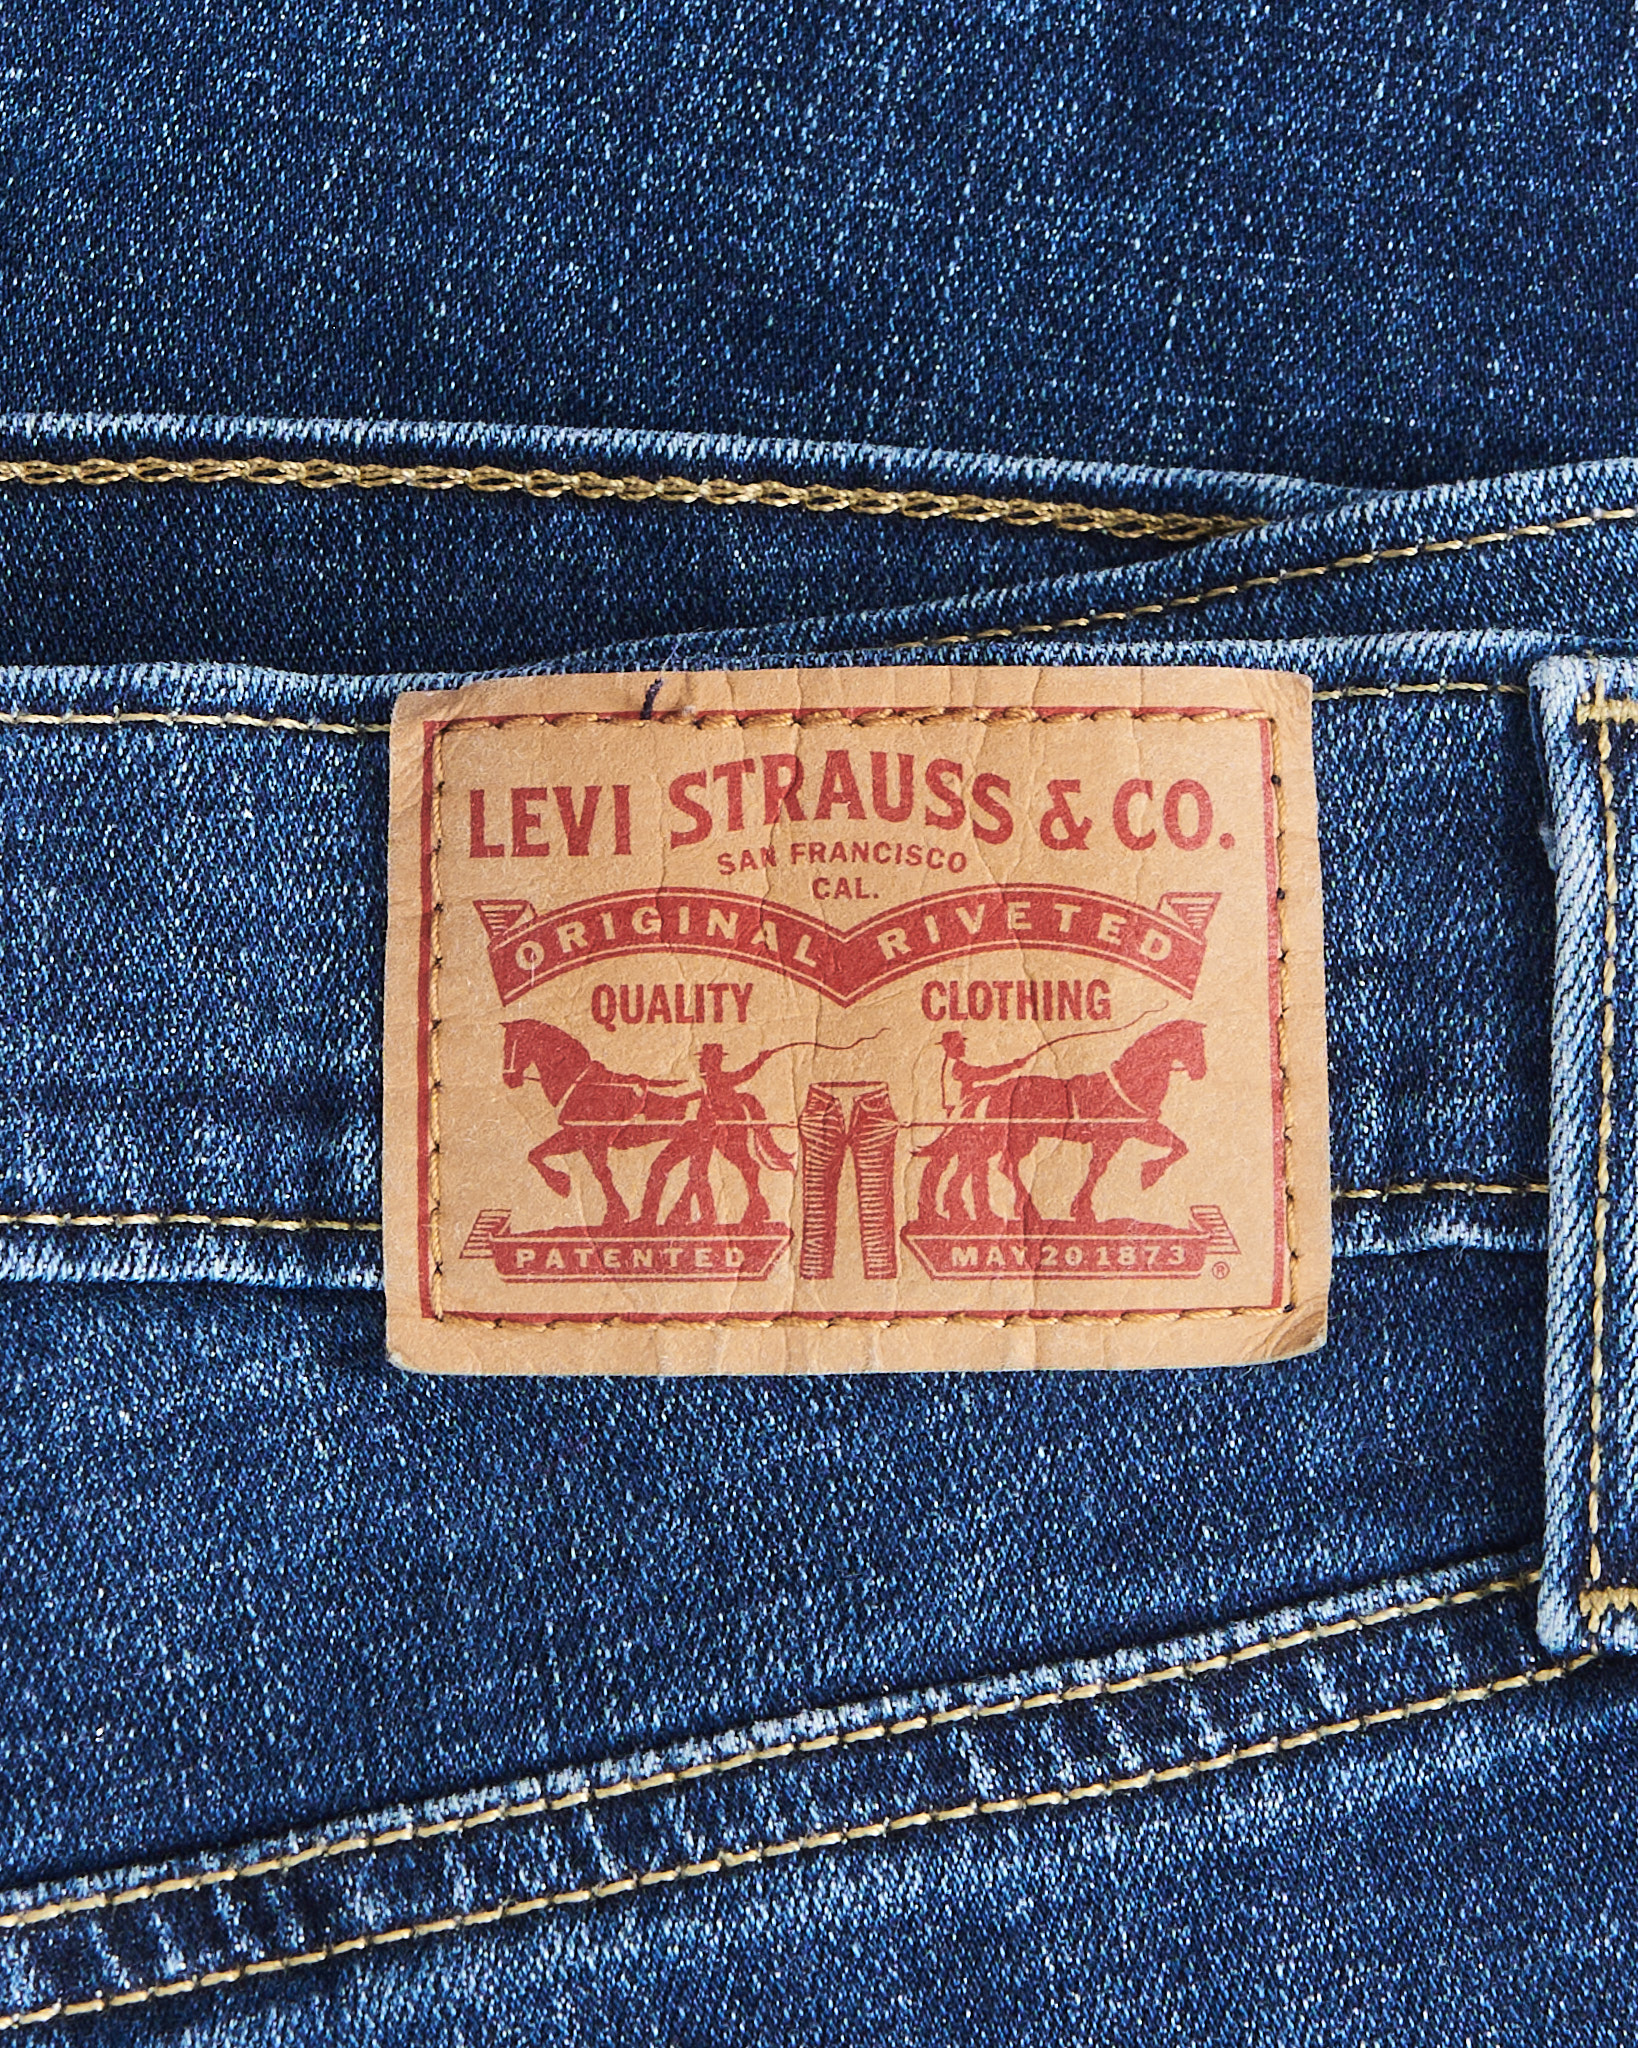 LEVI STRAUSS & CO.
SAN FRANCISCO
CAL.
ORIGINAL RIVETED
QUALITY CLOTHING
PATENTED MAY 20 1873 ®